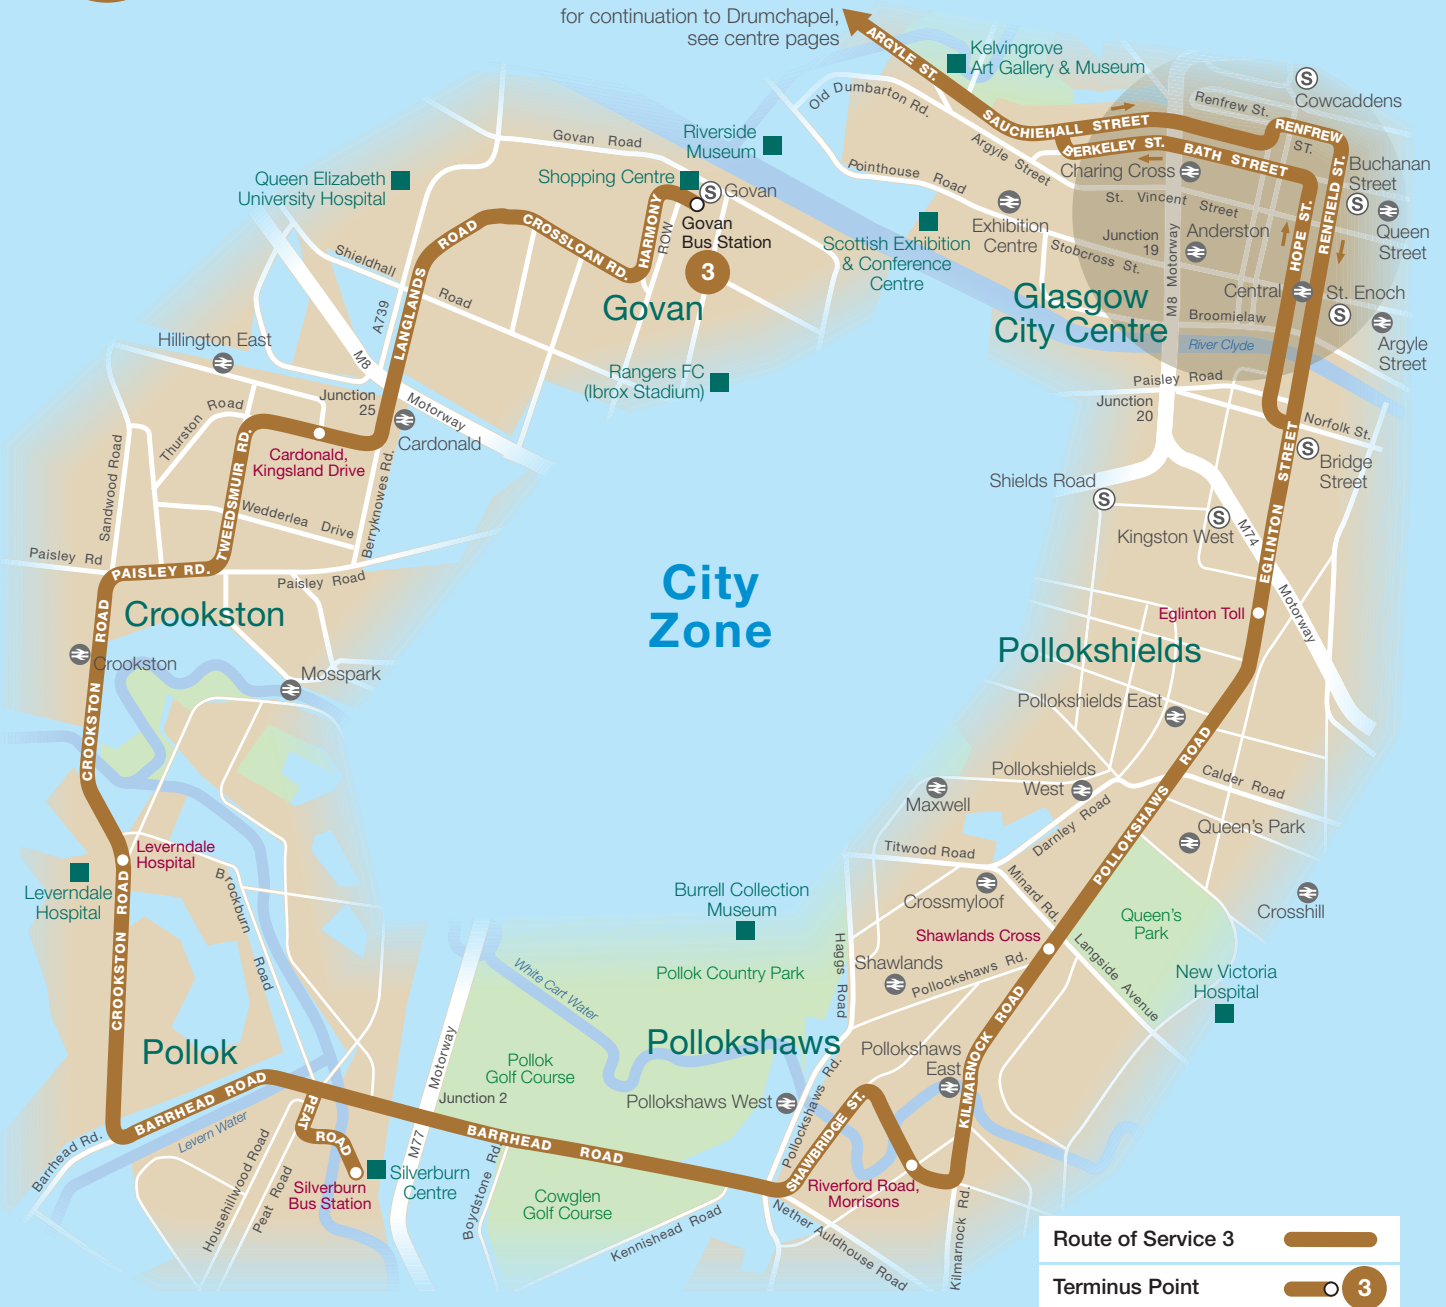 for continuation to Drumchapel,
see centre pages
ARGYLE ST.
Kelvingrove
Art Gallery & Museum
Old Dumbarton Rd.
SAUCHIEHALL STREET
Renfrew St.
Cowcaddens
S
RENFREW
ST.
Argyle Street
BERKELEY ST.
BATH STREET
Charing Cross
Buchanan
Street
S
Queen
Street
Pointhouse Road
St. Vincent Street
Exhibition
Centre
Junction
19
Anderston
HOPE ST.
RENFIELD ST.
Scottish Exhibition
& Conference
Centre
Stobcross St.
M8 Motorway
Central
St. Enoch
S
Glasgow
City Centre
Broomielaw
River Clyde
Argyle
Street
Riverside
Museum
Govan Road
Shopping Centre
S
Govan
Queen Elizabeth
University Hospital
HARMONY
ROW
Govan
Bus Station
3
Govan
CROSSLOAN RD.
LANGLANDS
ROAD
Shieldhall
Road
A739
M8
Motorway
Hillington East
Rangers FC
(Ibrox Stadium)
Junction
25
Cardonald
Thurston Road
Cardonald,
Kingsland Drive
Sandwood Road
TWEEDSMUIR RD.
Wedderlea Drive
Berryknowes Rd.
Paisley Rd
PAISLEY RD.
Paisley Road
Crookston
Crookston
CROOKSTON ROAD
Mosspark
City
Zone
Paisley Road
Junction
20
Norfolk St.
S
Bridge
Street
Shields Road
S
S
Kingston West
M74
Motorway
EGLINTON STREET
Eglinton Toll
Pollokshields
Pollokshields East
POLLOKSHAWS ROAD
Pollokshields
West
Calder Road
Maxwell
Darnley Road
Queen's Park
Titwood Road
Minard Rd.
Crossmyloof
Crosshill
Queen's
Park
Shawlands Cross
Langside Avenue
Shawlands
Pollockshaws Rd.
New Victoria
Hospital
Haggs Road
Leverndale
Hospital
Leverndale
Hospital
CROOKSTON ROAD
Brockburn
Road
Burrell Collection
Museum
Pollok Country Park
White Cart Water
Pollokshaws
Pollok
Pollokshaws
East
KILMARNOCK ROAD
Pollok
Golf Course
Motorway
Junction 2
Pollokshaws West
Pollockshaws Rd.
SHAWBRIDGE ST.
BARRHEAD ROAD
Levern Water
Barrhead Rd.
PEAT
ROAD
M77
BARRHEAD ROAD
Silverburn
Centre
Silverburn
Bus Station
Househillwood Road
Peat Road
Boydstone Rd.
Cowglen
Golf Course
Riverford Road,
Morrisons
Nether Auldhouse Road
Kennishead Road
Kilmarnock Rd.
Route of Service 3
Terminus Point
3